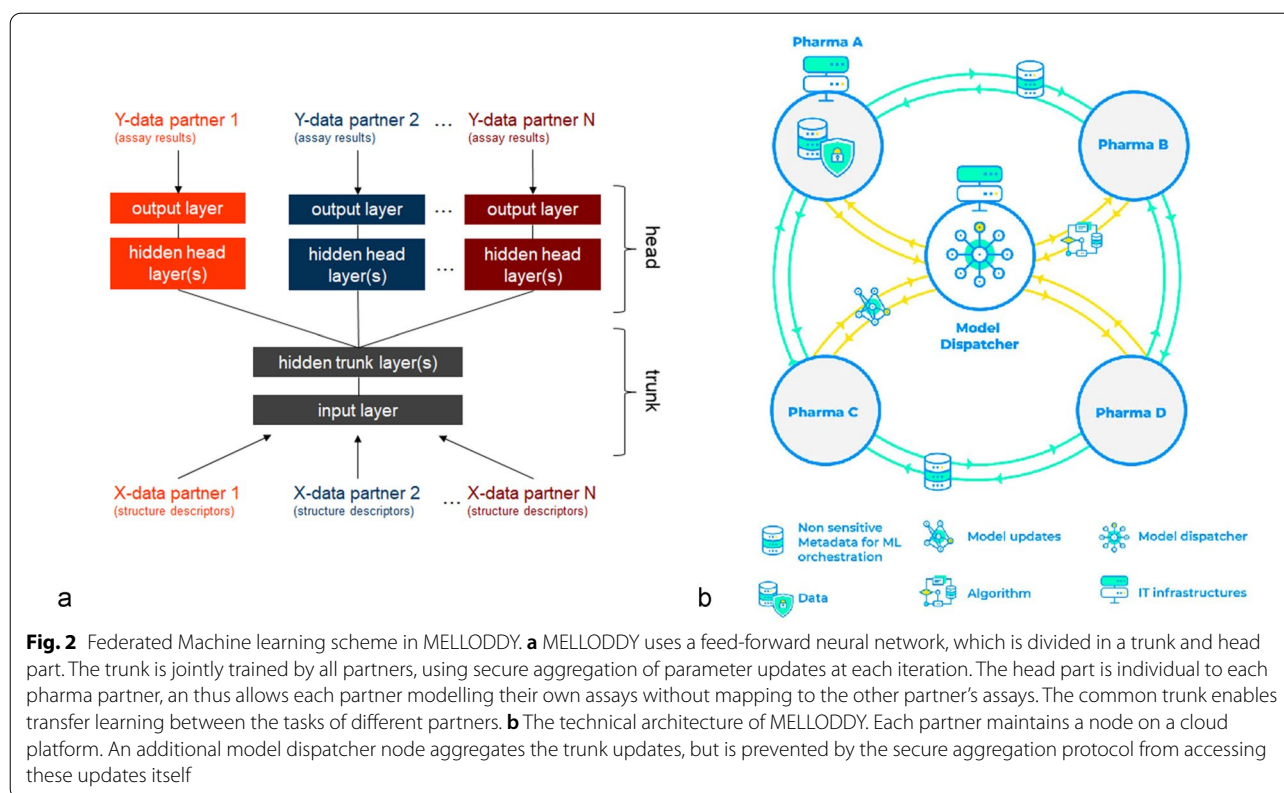 Y-data partner 1
(assay results)
Y-data partner 2
(assay results)
...
Y-data partner N
(assay results)
output layer
output layer
...
output layer
hidden head
layer(s)
hidden head
layer(s)
...
hidden head
layer(s)
head
hidden trunk layer(s)
input layer
trunk
X-data partner 1
(structure descriptors)
X-data partner 2
(structure descriptors)
...
X-data partner N
(structure descriptors)
a
Pharma A
Pharma B
Model
Dispatcher
Pharma C
Pharma D
Non sensitive
Metadata for ML
orchestration
Model updates
Model dispatcher
Data
Algorithm
IT infrastructures
b
Fig. 2 Federated Machine learning scheme in MELLODDY. a MELLODDY uses a feed-forward neural network, which is divided in a trunk and head
part. The trunk is jointly trained by all partners, using secure aggregation of parameter updates at each iteration. The head part is individual to each
pharma partner, an thus allows each partner modelling their own assays without mapping to the other partner's assays. The common trunk enables
transfer learning between the tasks of different partners. b The technical architecture of MELLODDY. Each partner maintains a node on a cloud
platform. An additional model dispatcher node aggregates the trunk updates, but is prevented by the secure aggregation protocol from accessing
these updates itself